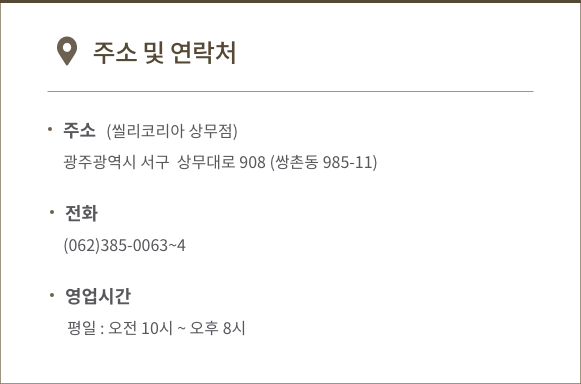 주소 및 연락처
• 주소 (씰리코리아 상무점)
광주광역시 서구 상무대로 908 (쌍촌동 985-11)
• 전화
(062)385-0063~4
• 영업시간
평일 : 오전 10시 ~ 오후 8시